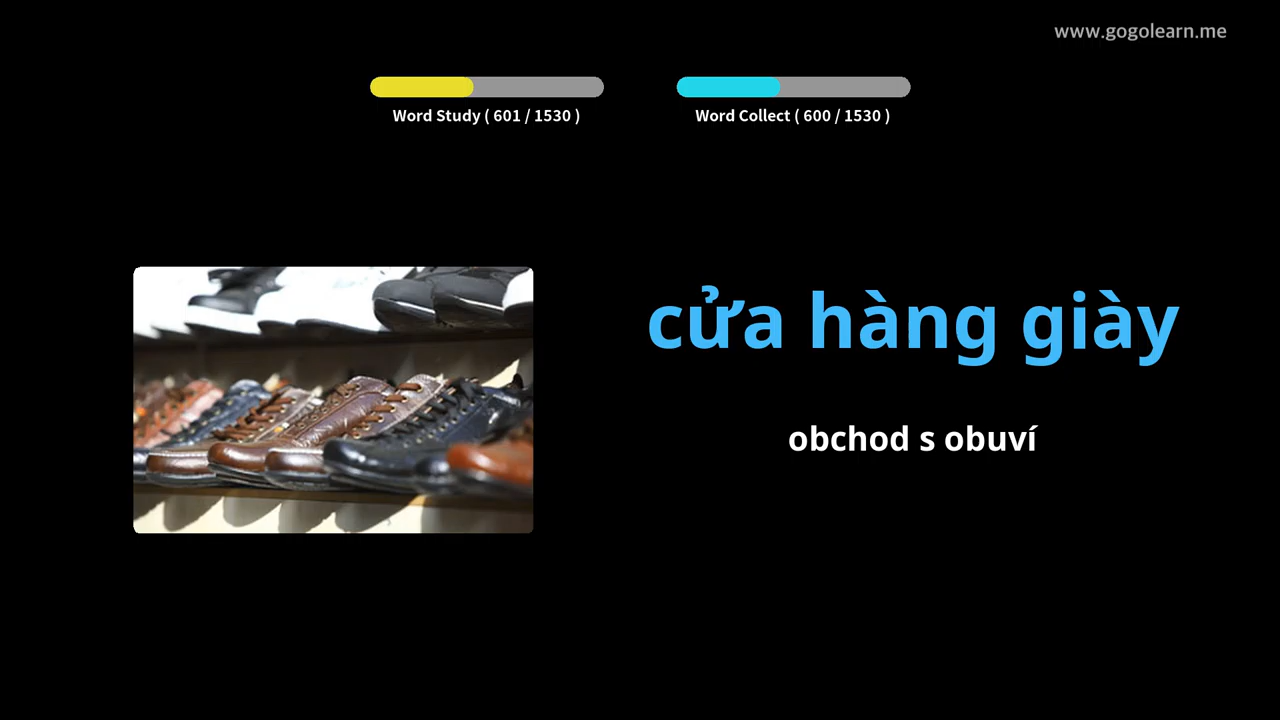 www.gogolearn.me
Word Study ( 601 / 1530 )
Word Collect ( 600 / 1530 )
cửa hàng giày
obchod s obuví